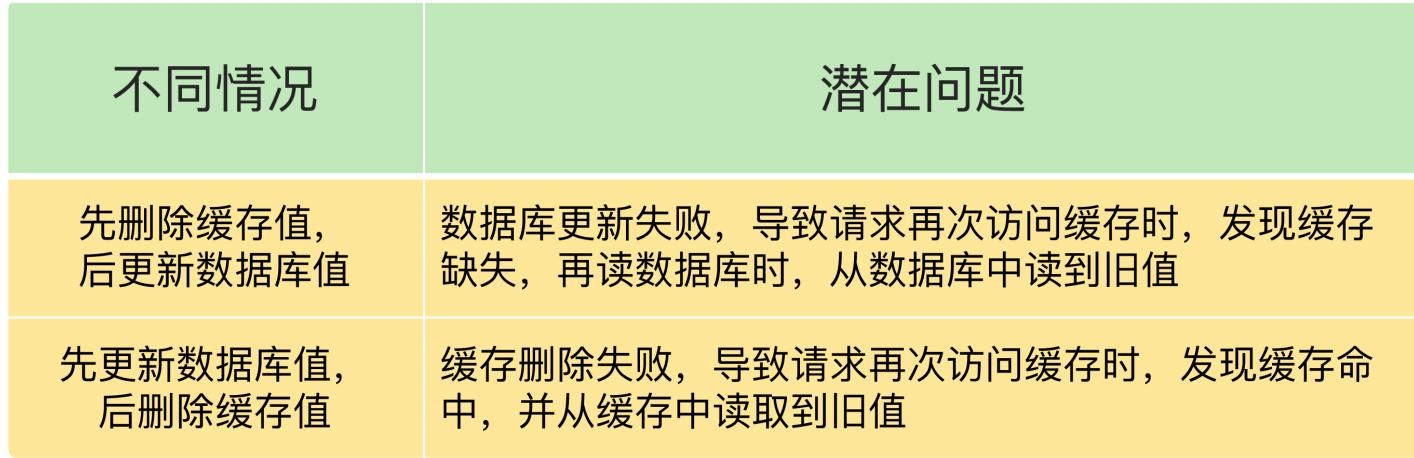 不同情况
潜在问题
先删除缓存值，
后更新数据库值
数据库更新失败，导致请求再次访问缓存时，发现缓存
缺失，再读数据库时，从数据库中读到旧值
先更新数据库值，
后删除缓存值
缓存删除失败，导致请求再次访问缓存时，发现缓存命
中，并从缓存中读取到旧值